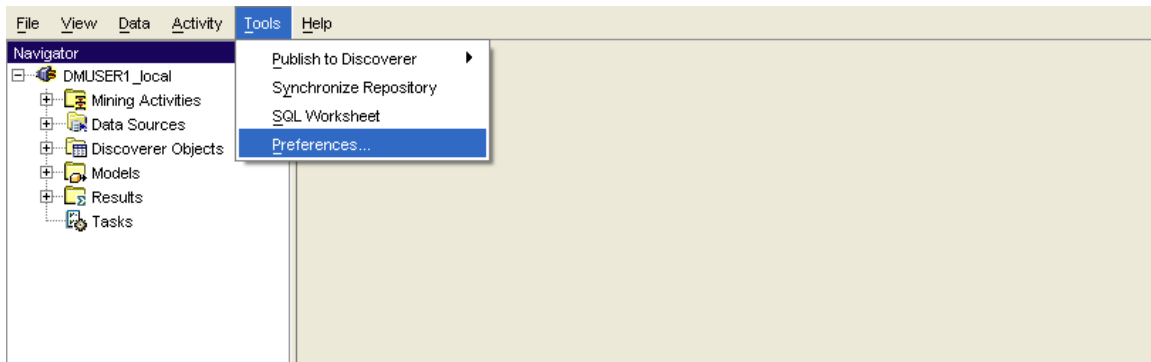 File View Data Activity Tools Help
Navigator
DMUSER1_local
Mining Activities
Data Sources
Discoverer Objects
Models
Results
Tasks
Publish to Discoverer
Synchronize Repository
SQL Worksheet
Preferences...